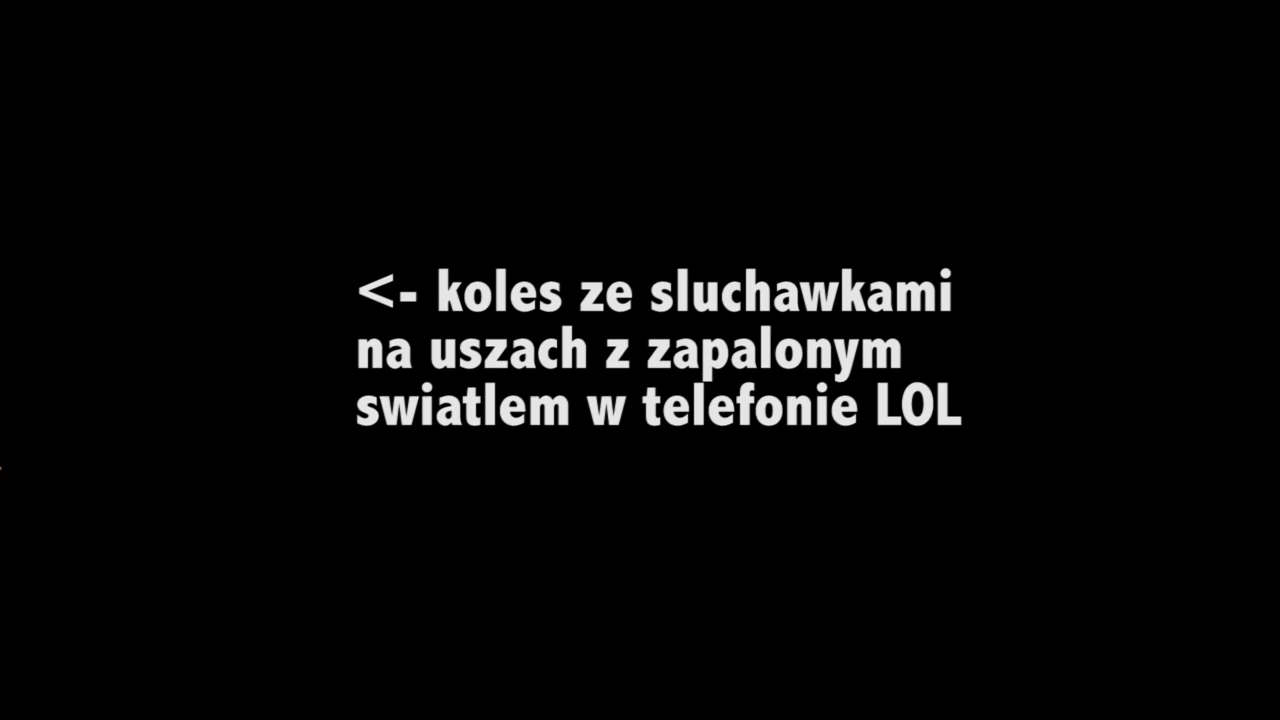 <- koles ze sluchawkami
na uszach z zapalonym
swiatlem w telefonie LOL